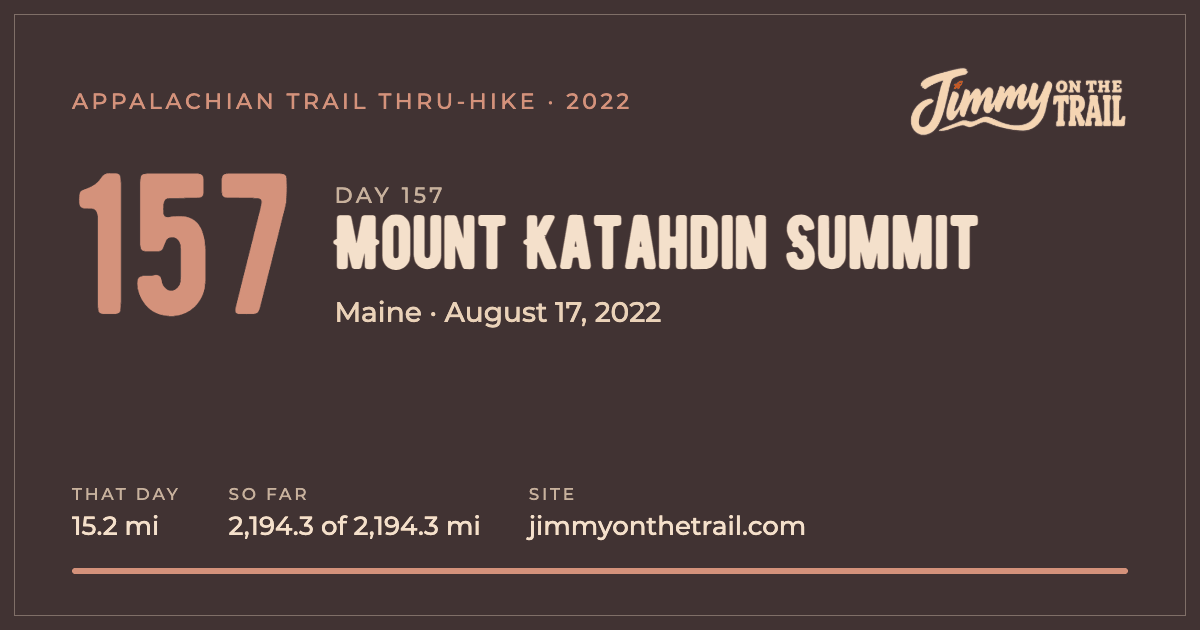 APPALACHIAN TRAIL THRU-HIKE · 2022
Jimmy ON THE TRAIL
157
DAY 157
MOUNT KATAHDIN SUMMIT
Maine · August 17, 2022
THAT DAY
15.2 mi
SO FAR
2,194.3 of 2,194.3 mi
SITE
jimmyonthetrail.com